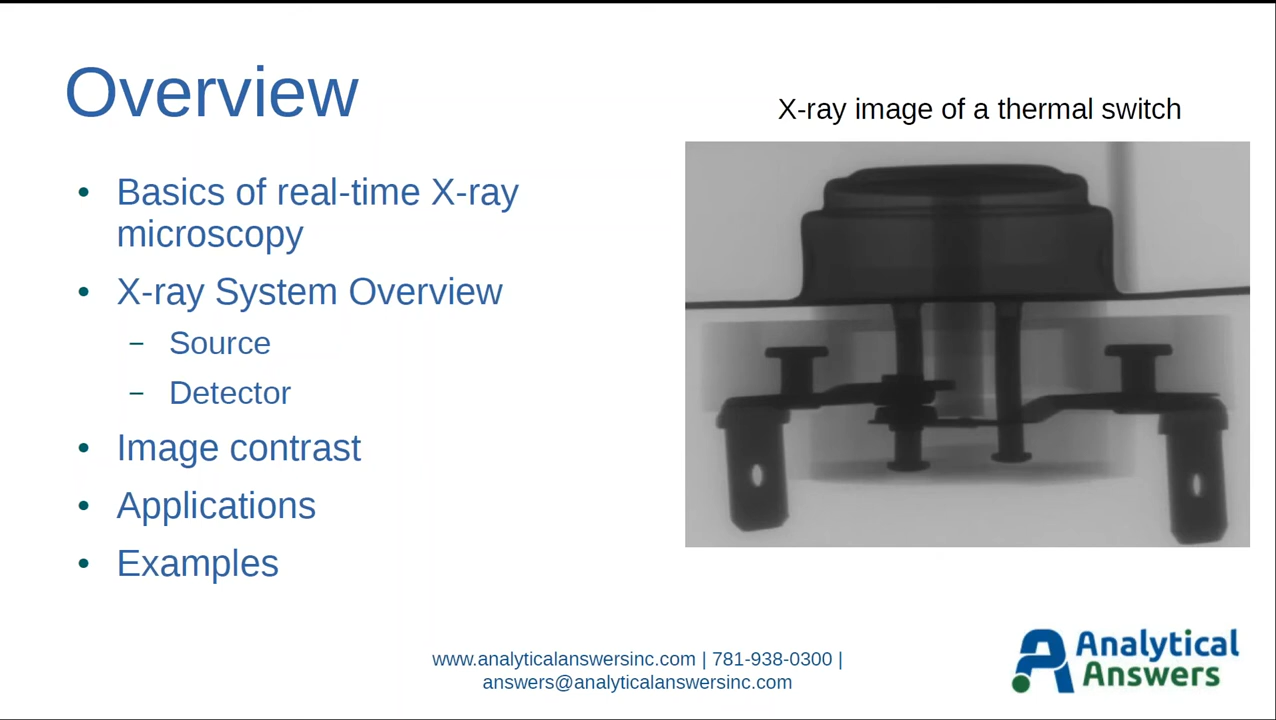 Overview
X-ray image of a thermal switch
• Basics of real-time X-ray
microscopy
• X-ray System Overview
– Source
– Detector
• Image contrast
• Applications
• Examples
www.analyticalanswersinc.com | 781-938-0300 |
answers@analyticalanswersinc.com
Analytical
Answers